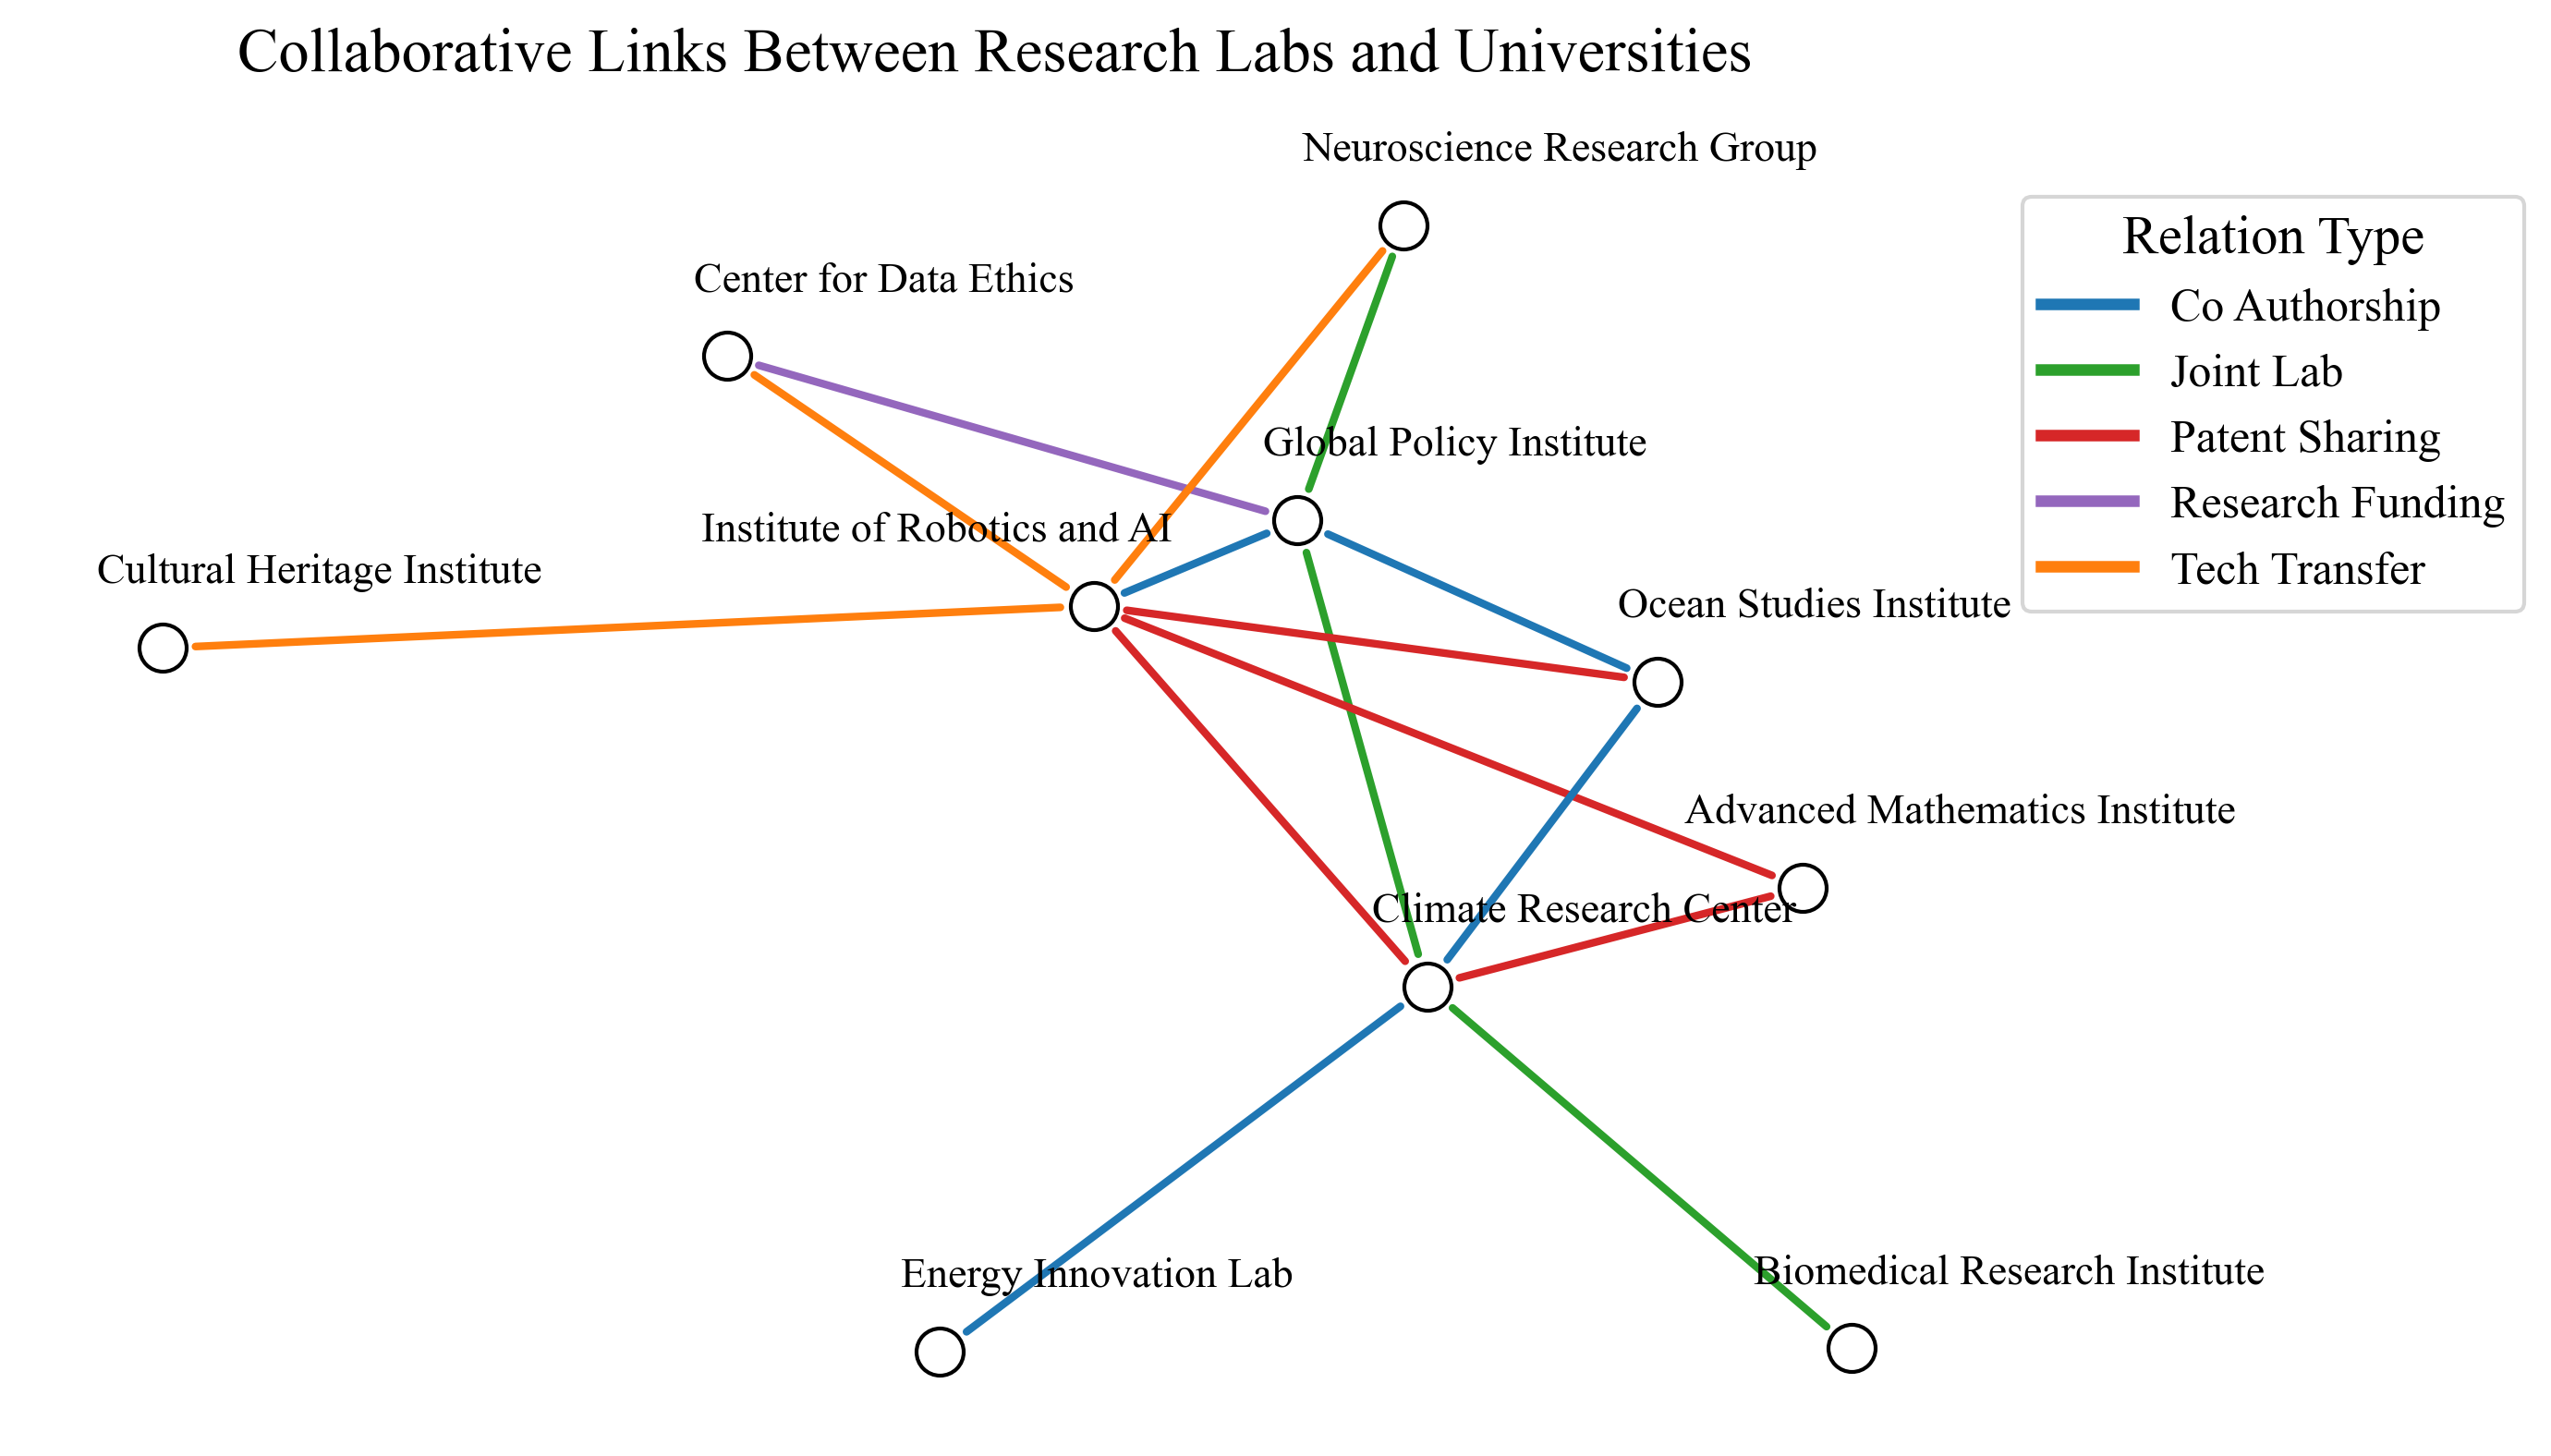 Collaborative Links Between Research Labs and Universities
Neuroscience Research Group
Relation Type
Co Authorship
Joint Lab
Patent Sharing
Research Funding
Tech Transfer
Center for Data Ethics
Global Policy Institute
Institute of Robotics and AI
Cultural Heritage Institute
Ocean Studies Institute
Advanced Mathematics Institute
Climate Research Center
Energy Innovation Lab
Biomedical Research Institute